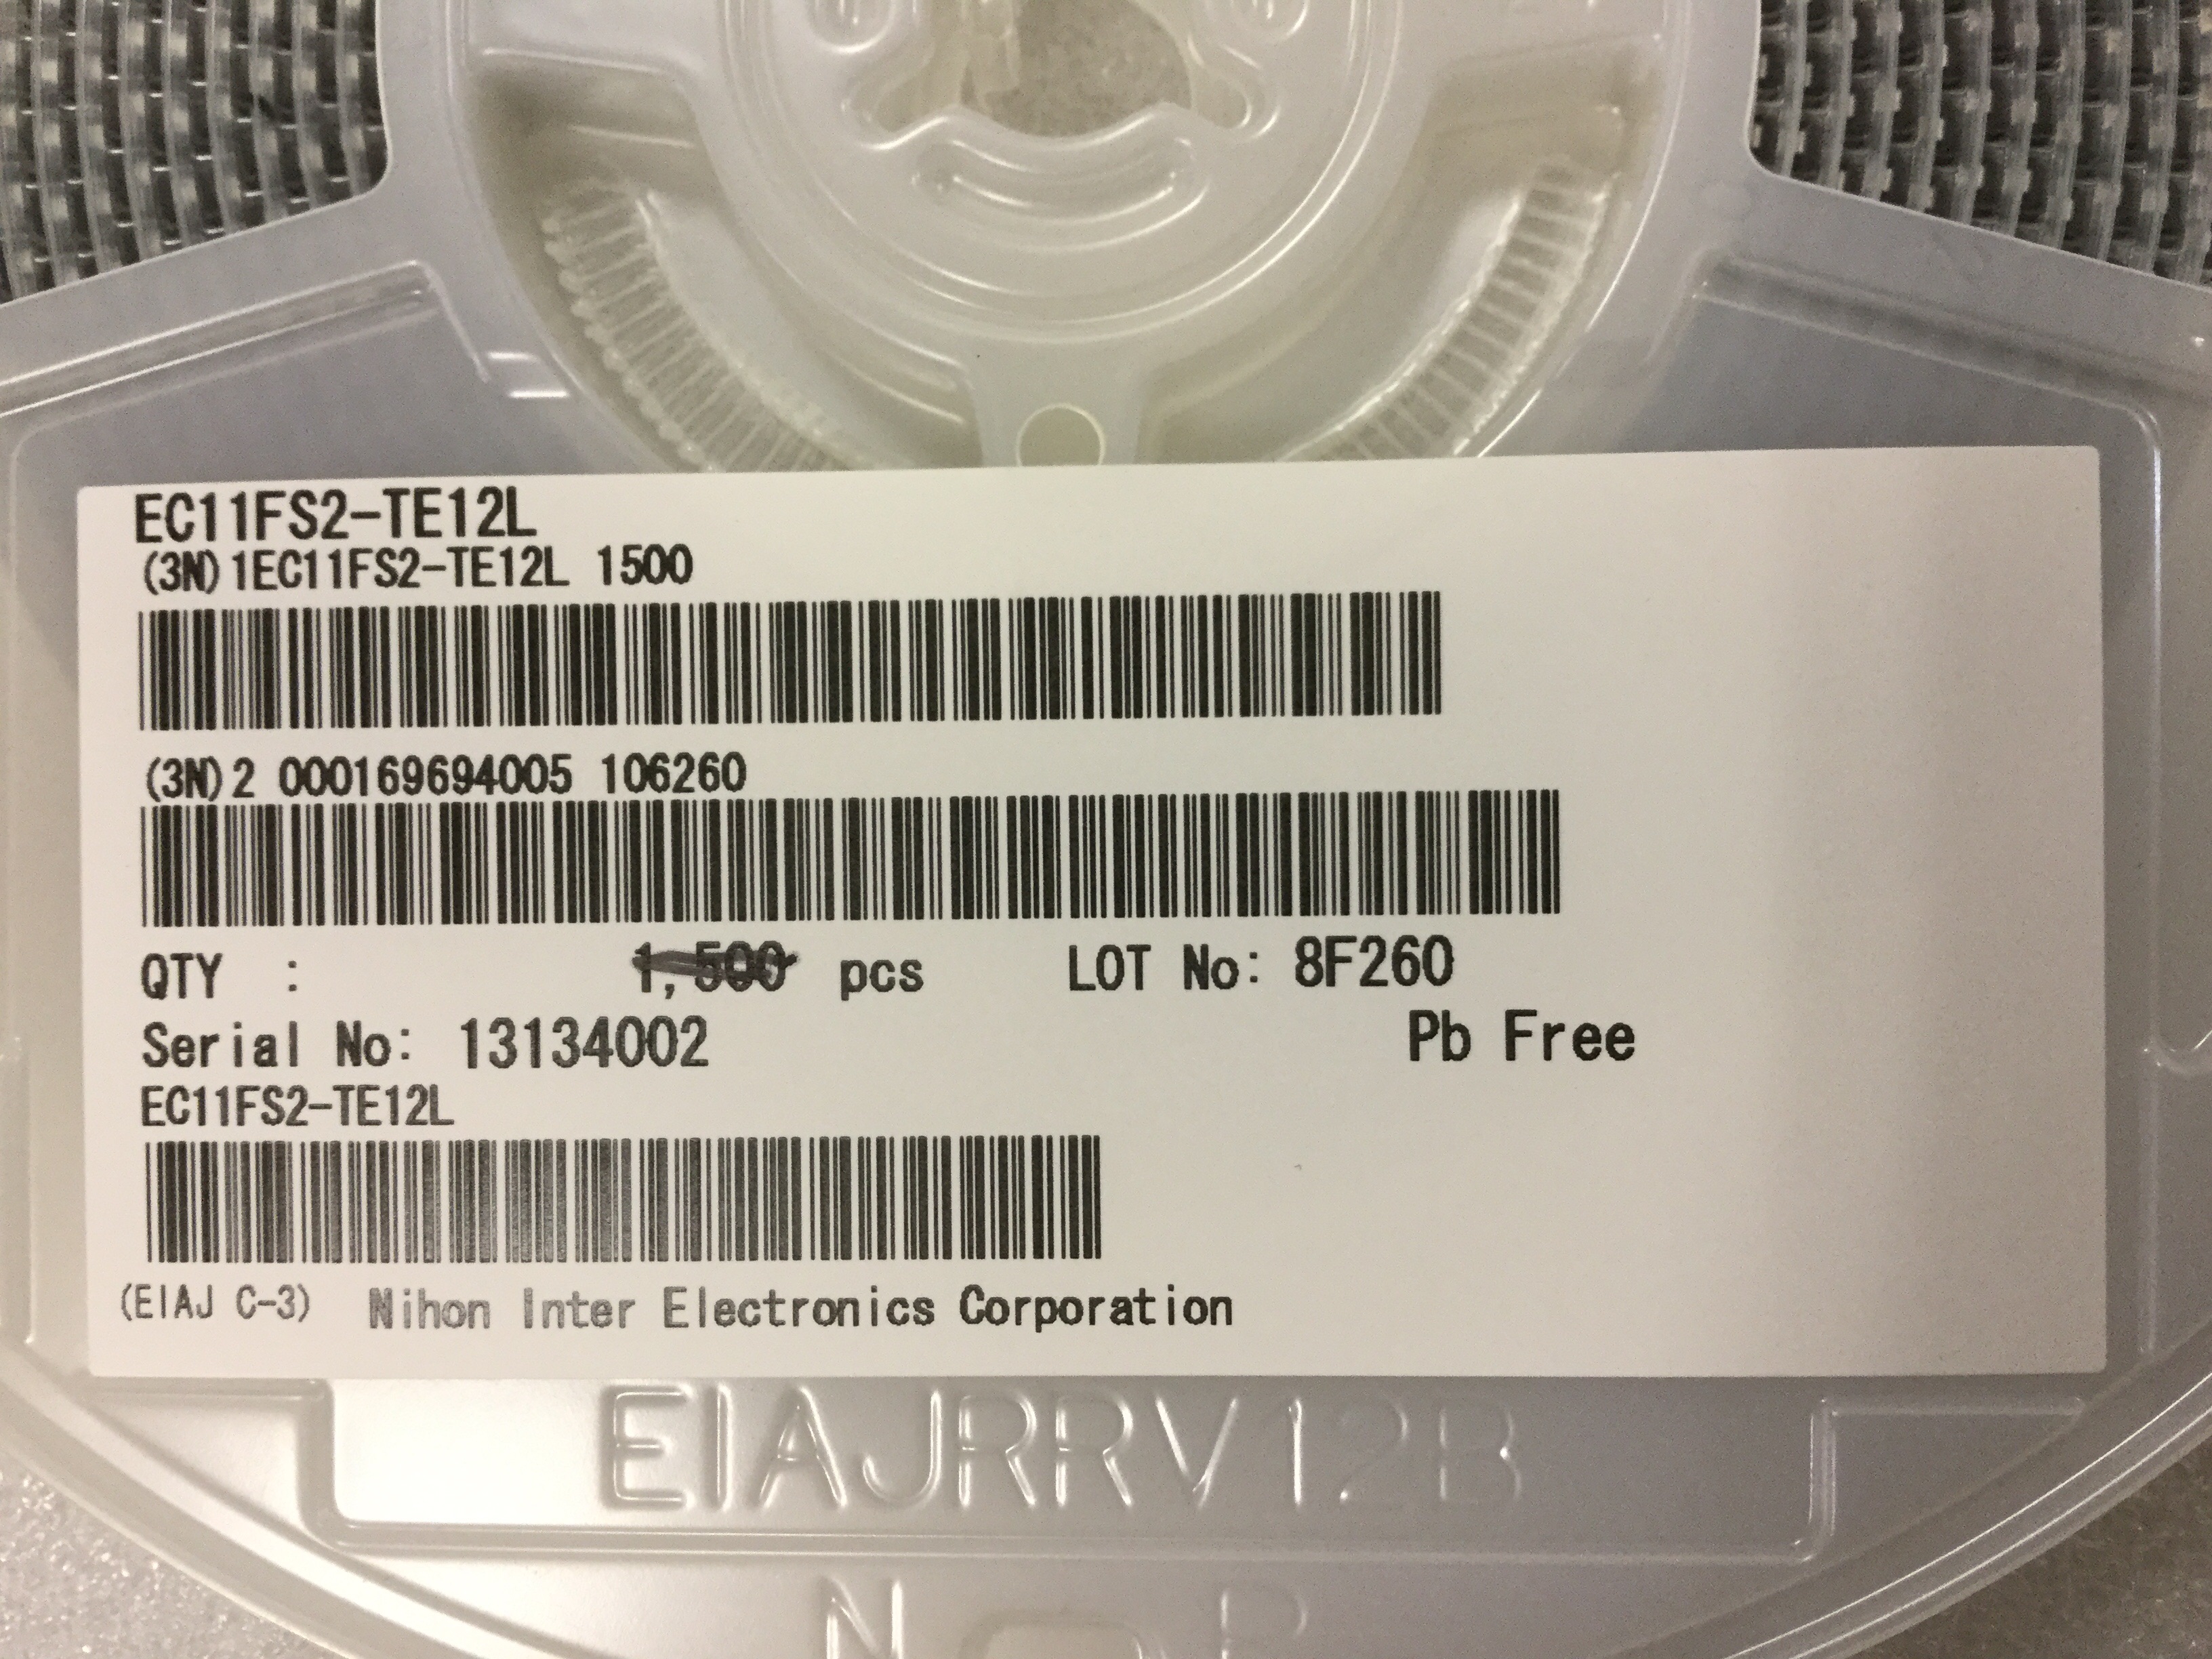 EC11FS2-TE12L
(3N)1EC11FS2-TE12L 1500
(3N)2 000169694005 106260
QTY : 1,500 pcs LOT No: 8F260
Serial No: 13134002 Pb Free
EC11FS2-TE12L
(EIAJ C-3) Nihon Inter Electronics Corporation
EIAJRRV12B
N P